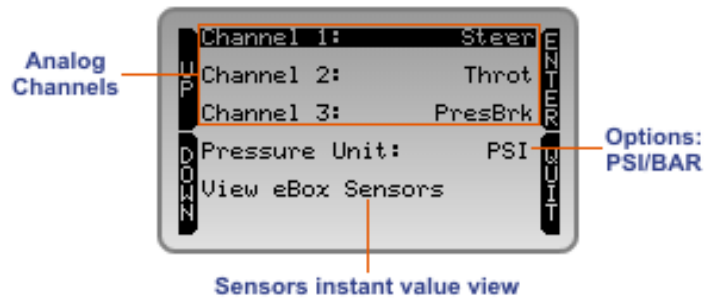 Analog
Channels
UP
DOWN
Channel 1: Steer
Channel 2: Throt
Channel 3: PresBrk
Pressure Unit: PSI
View eBox Sensors
ENTER
QUIT
Options:
PSI/BAR
Sensors instant value view